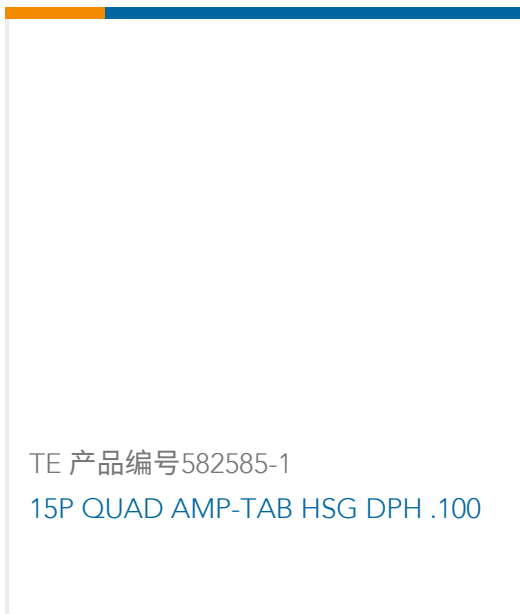 TE 产品编号582585-1
15P QUAD AMP-TAB HSG DPH .100